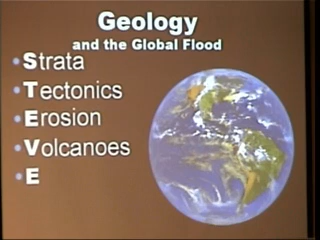 Geology
and the Global Flood
• Strata
• Tectonics
• Erosion
• Volcanoes
• E